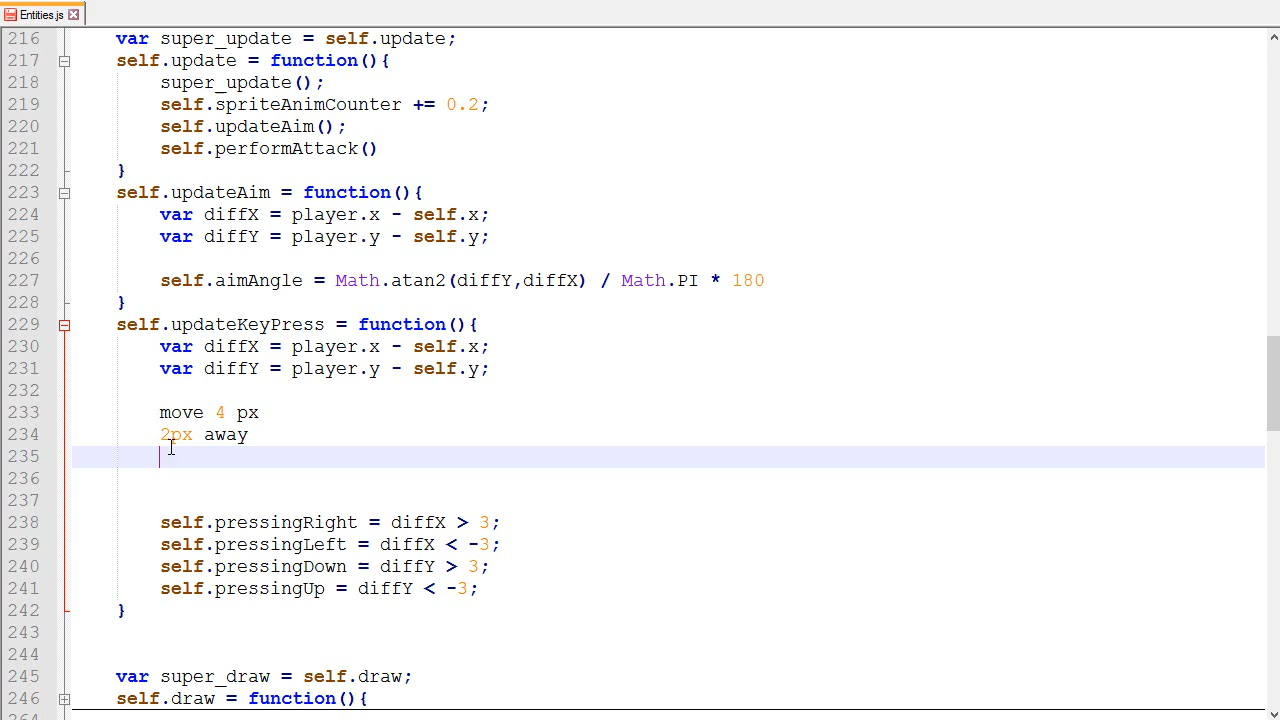 Entities.js
216 var super_update = self.update;
217 self.update = function(){
218 super_update();
219 self.spriteAnimCounter += 0.2;
220 self.updateAim();
221 self.performAttack()
222 }
223 self.updateAim = function(){
224 var diffX = player.x - self.x;
225 var diffY = player.y - self.y;
226
227 self.aimAngle = Math.atan2(diffY,diffX) / Math.PI * 180
228 }
229 self.updateKeyPress = function(){
230 var diffX = player.x - self.x;
231 var diffY = player.y - self.y;
232
233 move 4 px
234 2px away
235
236
237
238 self.pressingRight = diffX > 3;
239 self.pressingLeft = diffX < -3;
240 self.pressingDown = diffY > 3;
241 self.pressingUp = diffY < -3;
242 }
243
244
245 var super_draw = self.draw;
246 self.draw = function(){